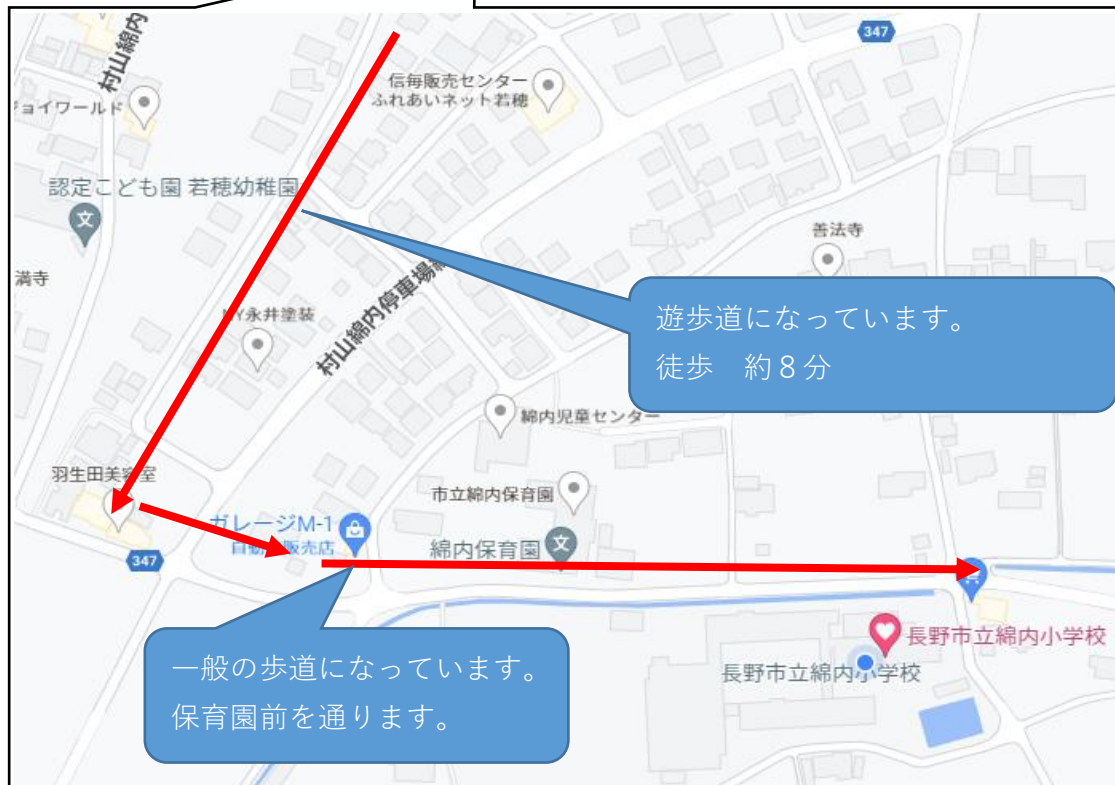 村山綿内
347
信毎販売センター
ふれあいネット若穂
ジョイワールド
認定こども園 若穂幼稚園
善法寺
満寺
永井塗装
村山綿内停車場
遊歩道になっています。
徒歩　約８分
綿内児童センター
羽生田美容室
市立綿内保育園
ガレージM-1
自動 販売店
綿内保育園
347
一般の歩道になっています。
保育園前を通ります。
長野市立綿内小学校
長野市立綿内小学校